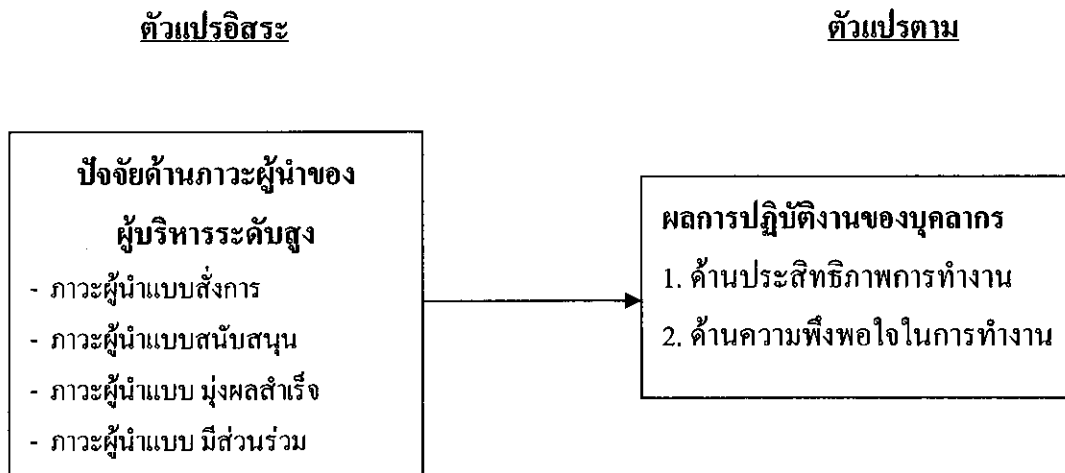 ตัวแปรอิสระ
ตัวแปรตาม
ปัจจัยด้านภาวะผู้นำของ
ผู้บริหารระดับสูง
- ภาวะผู้นำแบบสั่งการ
- ภาวะผู้นำแบบสนับสนุน
- ภาวะผู้นำแบบ มุ่งผลสำเร็จ
- ภาวะผู้นำแบบ มีส่วนร่วม
ผลการปฏิบัติงานของบุคลากร
1. ด้านประสิทธิภาพการทำงาน
2. ด้านความพึงพอใจในการทำงาน